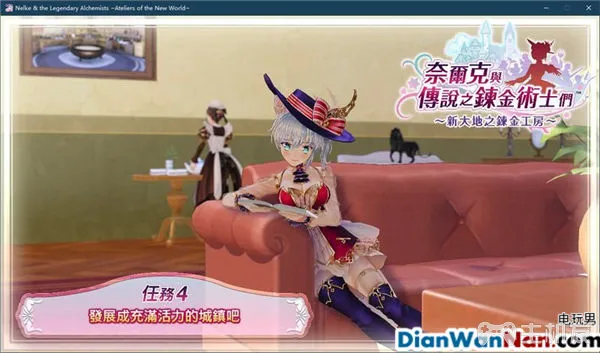 Nelke & the Legendary Alchemists ~Ateliers of the New World~
奈爾克與
傳說之鍊金術士們
TM
～新大地之鍊金工房～
任務4
發展成充滿活力的城鎮吧
电玩男
DianWanNan.com